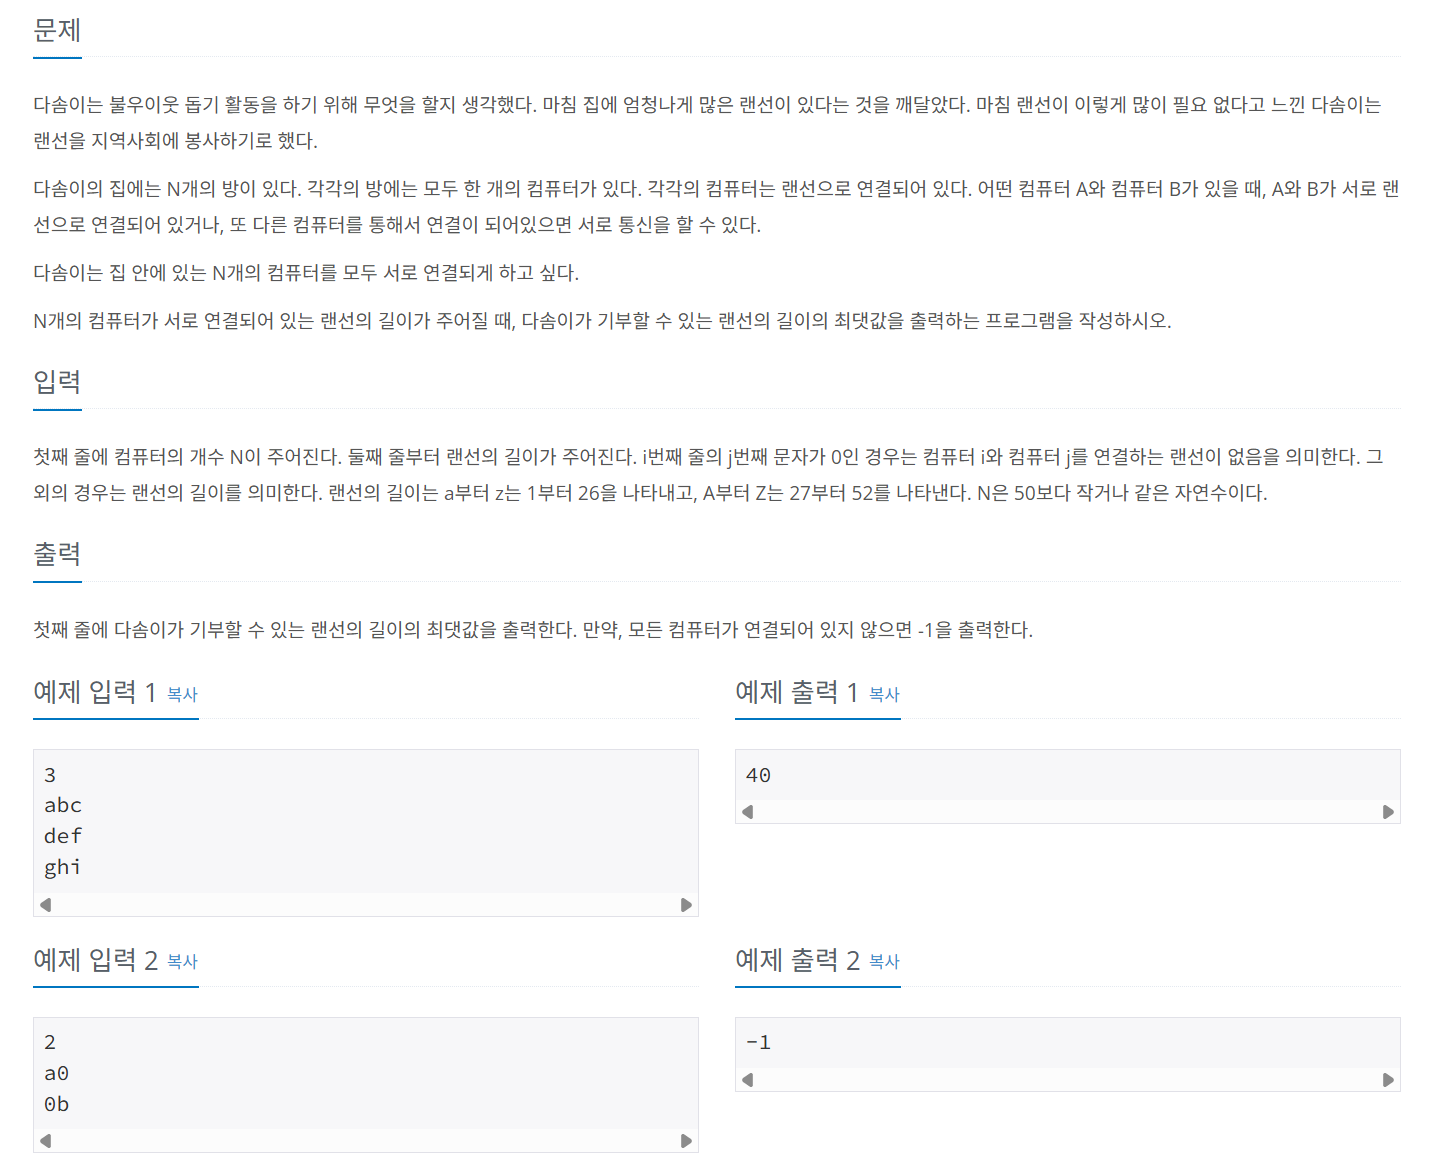 문제
다솜이는 불우이웃 돕기 활동을 하기 위해 무엇을 할지 생각했다. 마침 집에 엄청나게 많은 랜선이 있다는 것을 깨달았다. 마침 랜선이 이렇게 많이 필요 없다고 느낀 다솜이는
랜선을 지역사회에 봉사하기로 했다.
다솜이의 집에는 N개의 방이 있다. 각각의 방에는 모두 한 개의 컴퓨터가 있다. 각각의 컴퓨터는 랜선으로 연결되어 있다. 어떤 컴퓨터 A와 컴퓨터 B가 있을 때, A와 B가 서로 랜
선으로 연결되어 있거나, 또 다른 컴퓨터를 통해서 연결이 되어있으면 서로 통신을 할 수 있다.
다솜이는 집 안에 있는 N개의 컴퓨터를 모두 서로 연결되게 하고 싶다.
N개의 컴퓨터가 서로 연결되어 있는 랜선의 길이가 주어질 때, 다솜이가 기부할 수 있는 랜선의 길이의 최댓값을 출력하는 프로그램을 작성하시오.
입력
첫째 줄에 컴퓨터의 개수 N이 주어진다. 둘째 줄부터 랜선의 길이가 주어진다. i번째 줄의 j번째 문자가 0인 경우는 컴퓨터 i와 컴퓨터 j를 연결하는 랜선이 없음을 의미한다. 그
외의 경우는 랜선의 길이를 의미한다. 랜선의 길이는 a부터 z는 1부터 26을 나타내고, A부터 Z는 27부터 52를 나타낸다. N은 50보다 작거나 같은 자연수이다.
출력
첫째 줄에 다솜이가 기부할 수 있는 랜선의 길이의 최댓값을 출력한다. 만약, 모든 컴퓨터가 연결되어 있지 않으면 -1을 출력한다.
예제 입력 1 복사
3
abc
def
ghi
예제 출력 1 복사
40
예제 입력 2 복사
2
a0
0b
예제 출력 2 복사
-1